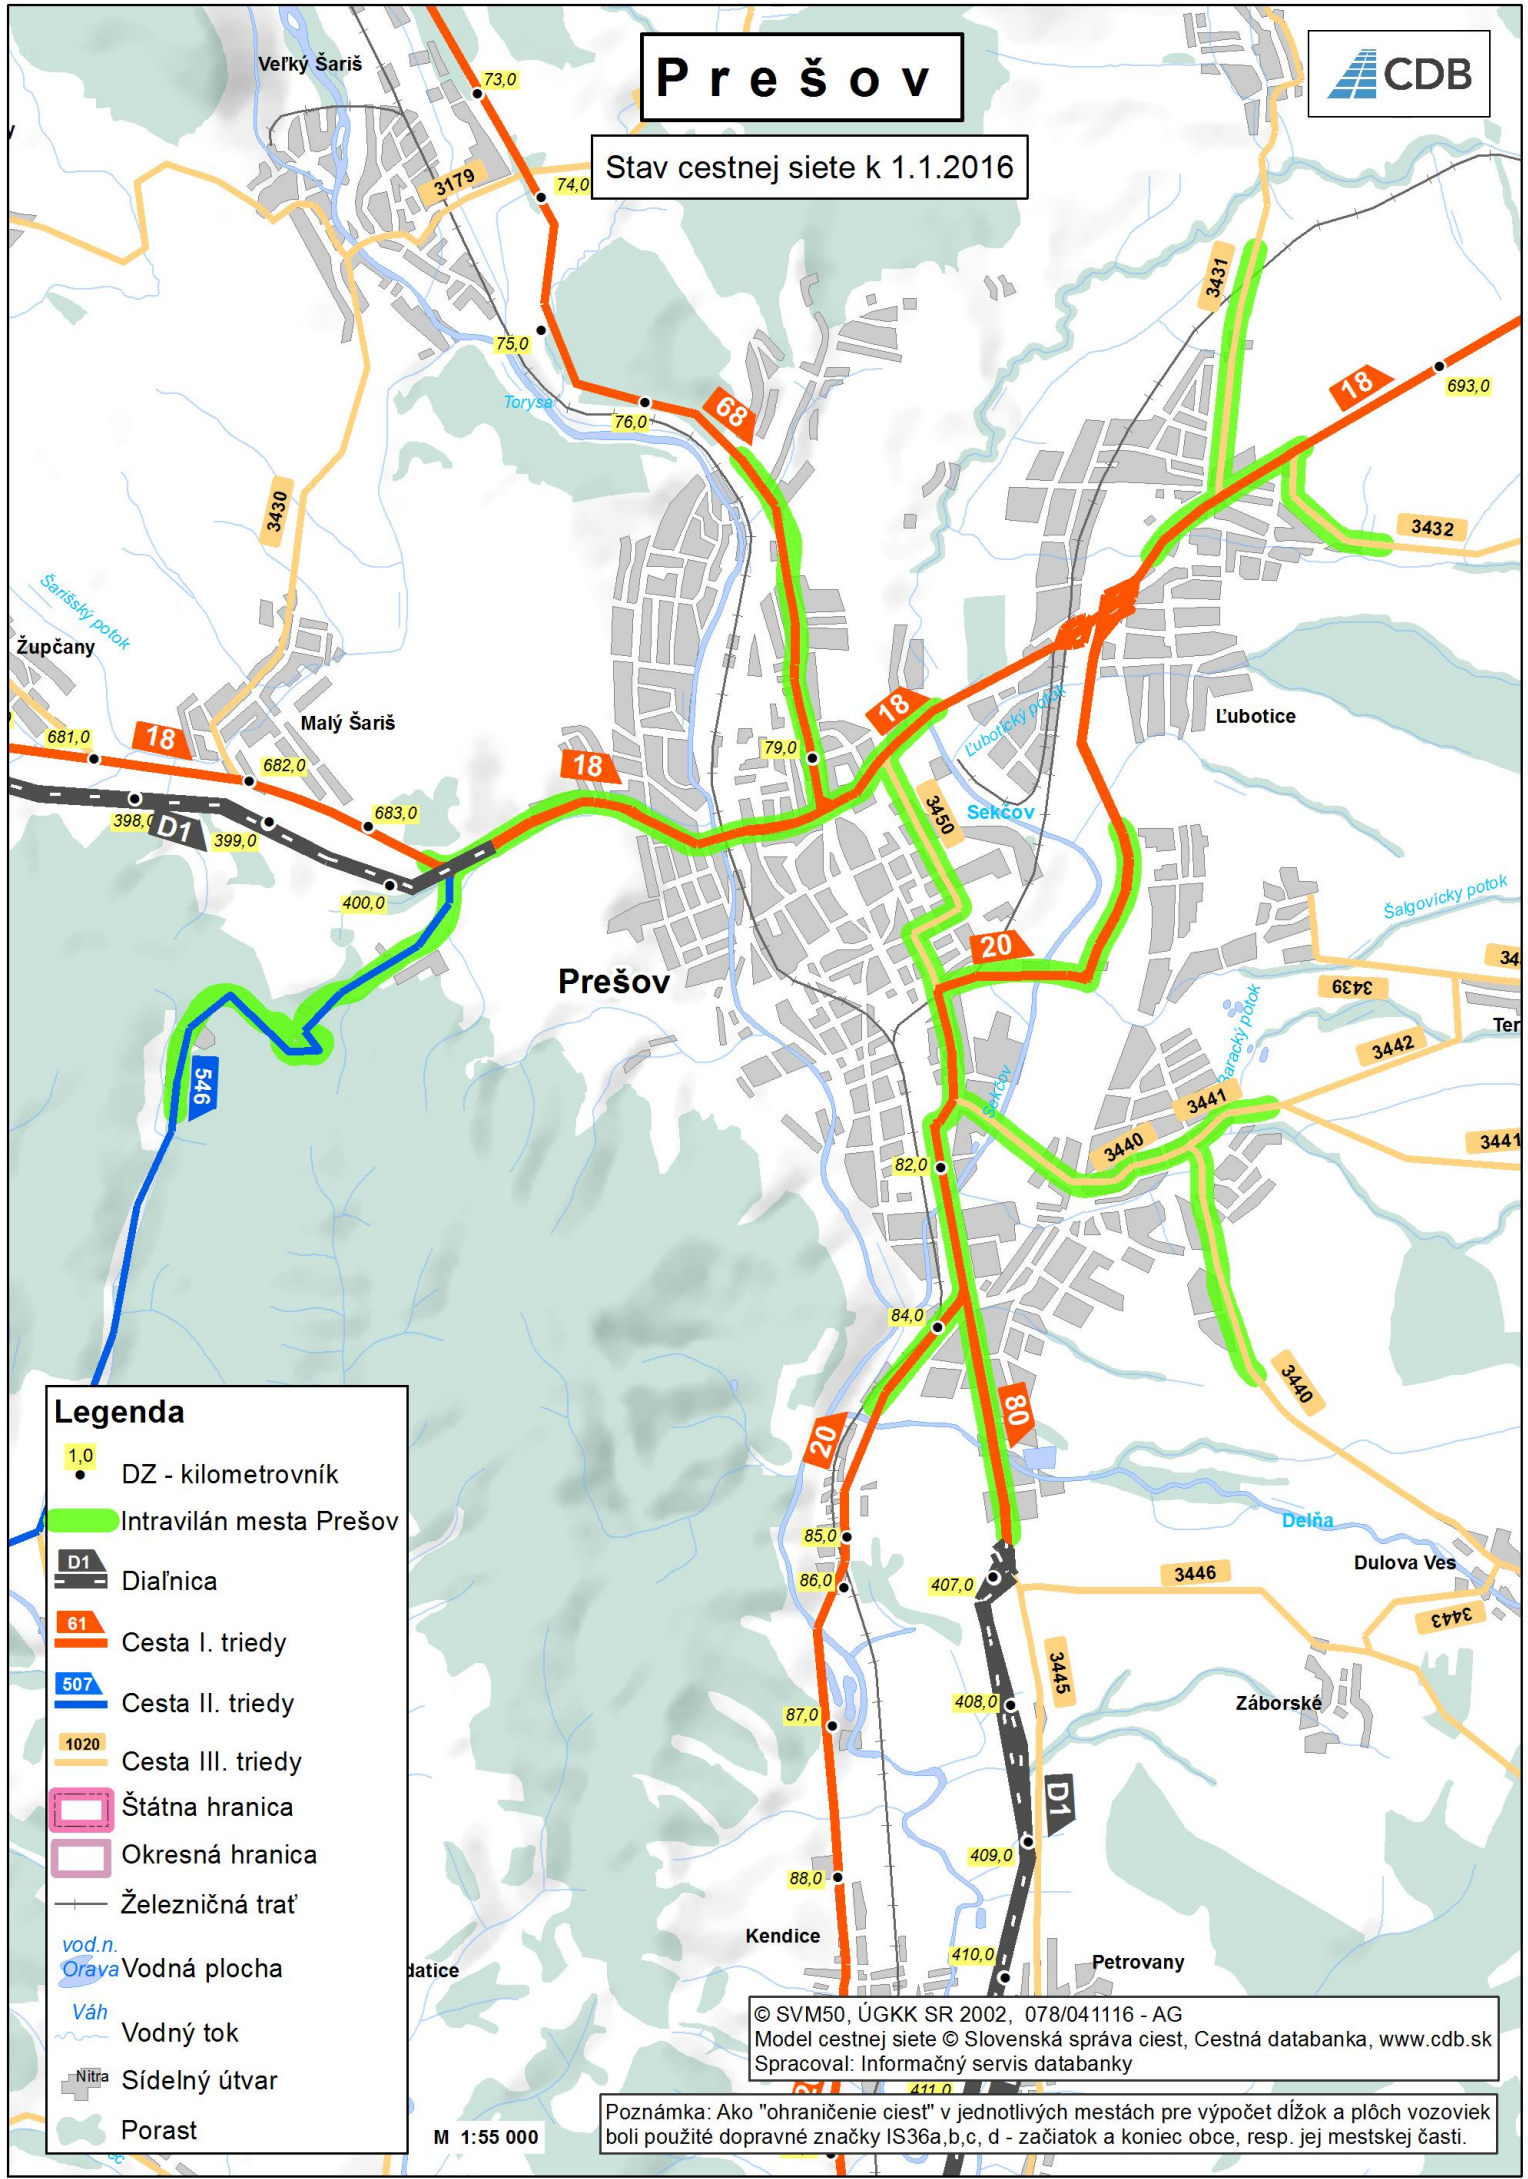 Prešov
CDB
Stav cestnej siete k 1.1.2016
Veľký Šariš
73,0
3179
74,0
75,0
Torysa
76,0
68
3431
18
693,0
3430
3432
Šarišský potok
Župčany
681,0
18
Malý Šariš
682,0
18
79,0
18
Ľubotický potok
Ľubotice
398,0
D1
399,0
683,0
3450
Sekčov
400,0
Šalgovícky potok
20
Prešov
3439
Baracký potok
3442
546
Sekčov
3441
3440
3441
82,0
84,0
3440
80
20
85,0
Delňa
86,0
407,0
3446
Dulova Ves
3443
3445
87,0
408,0
Záborské
D1
409,0
88,0
Kendice
410,0
Petrovany
datice
411,0
Legenda
1,0
DZ - kilometrovník
Intravilán mesta Prešov
D1
Diaľnica
61
Cesta I. triedy
507
Cesta II. triedy
1020
Cesta III. triedy
Štátna hranica
Okresná hranica
Železničná trať
vod.n.
Orava
Vodná plocha
Váh
Vodný tok
Nitra
Sídelný útvar
Porast
M 1:55 000
© SVM50, ÚGKK SR 2002, 078/041116 - AG
Model cestnej siete © Slovenská správa ciest, Cestná databanka, www.cdb.sk
Spracoval: Informačný servis databanky
Poznámka: Ako "ohraničenie ciest" v jednotlivých mestách pre výpočet dĺžok a plôch vozoviek
boli použité dopravné značky IS36a,b,c, d - začiatok a koniec obce, resp. jej mestskej časti.